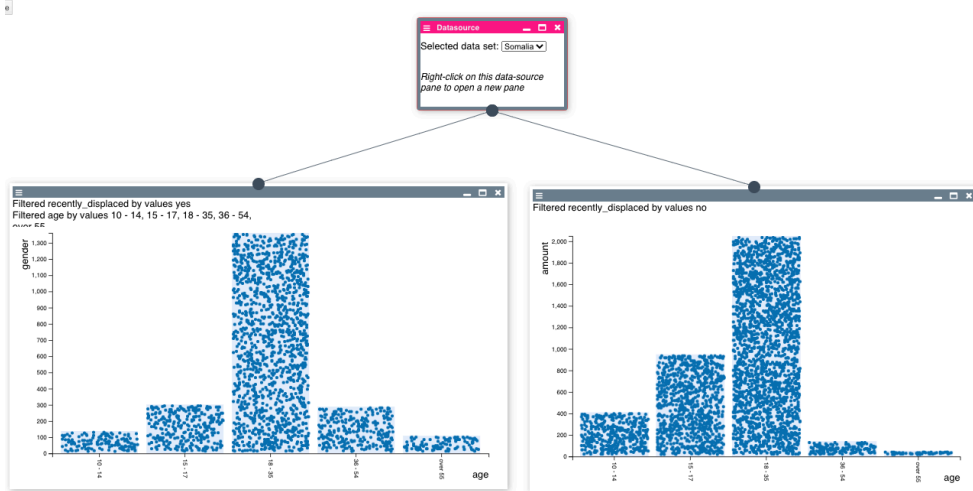 e
Datasource
Selected data set: Somalia
Right-click on this data-source
pane to open a new pane
Filtered recently_displaced by values yes
Filtered age by values 10 - 14, 15 - 17, 18 - 35, 36 - 54,
over 55
gender
1,300
1,200
1,100
1,000
900
800
700
600
500
400
300
200
100
0
10 - 14
15 - 17
18 - 35
36 - 54
over 55
age
Filtered recently_displaced by values no
amount
2,000
1,800
1,600
1,400
1,200
1,000
800
600
400
200
0
10 - 14
15 - 17
18 - 35
36 - 54
over 55
age